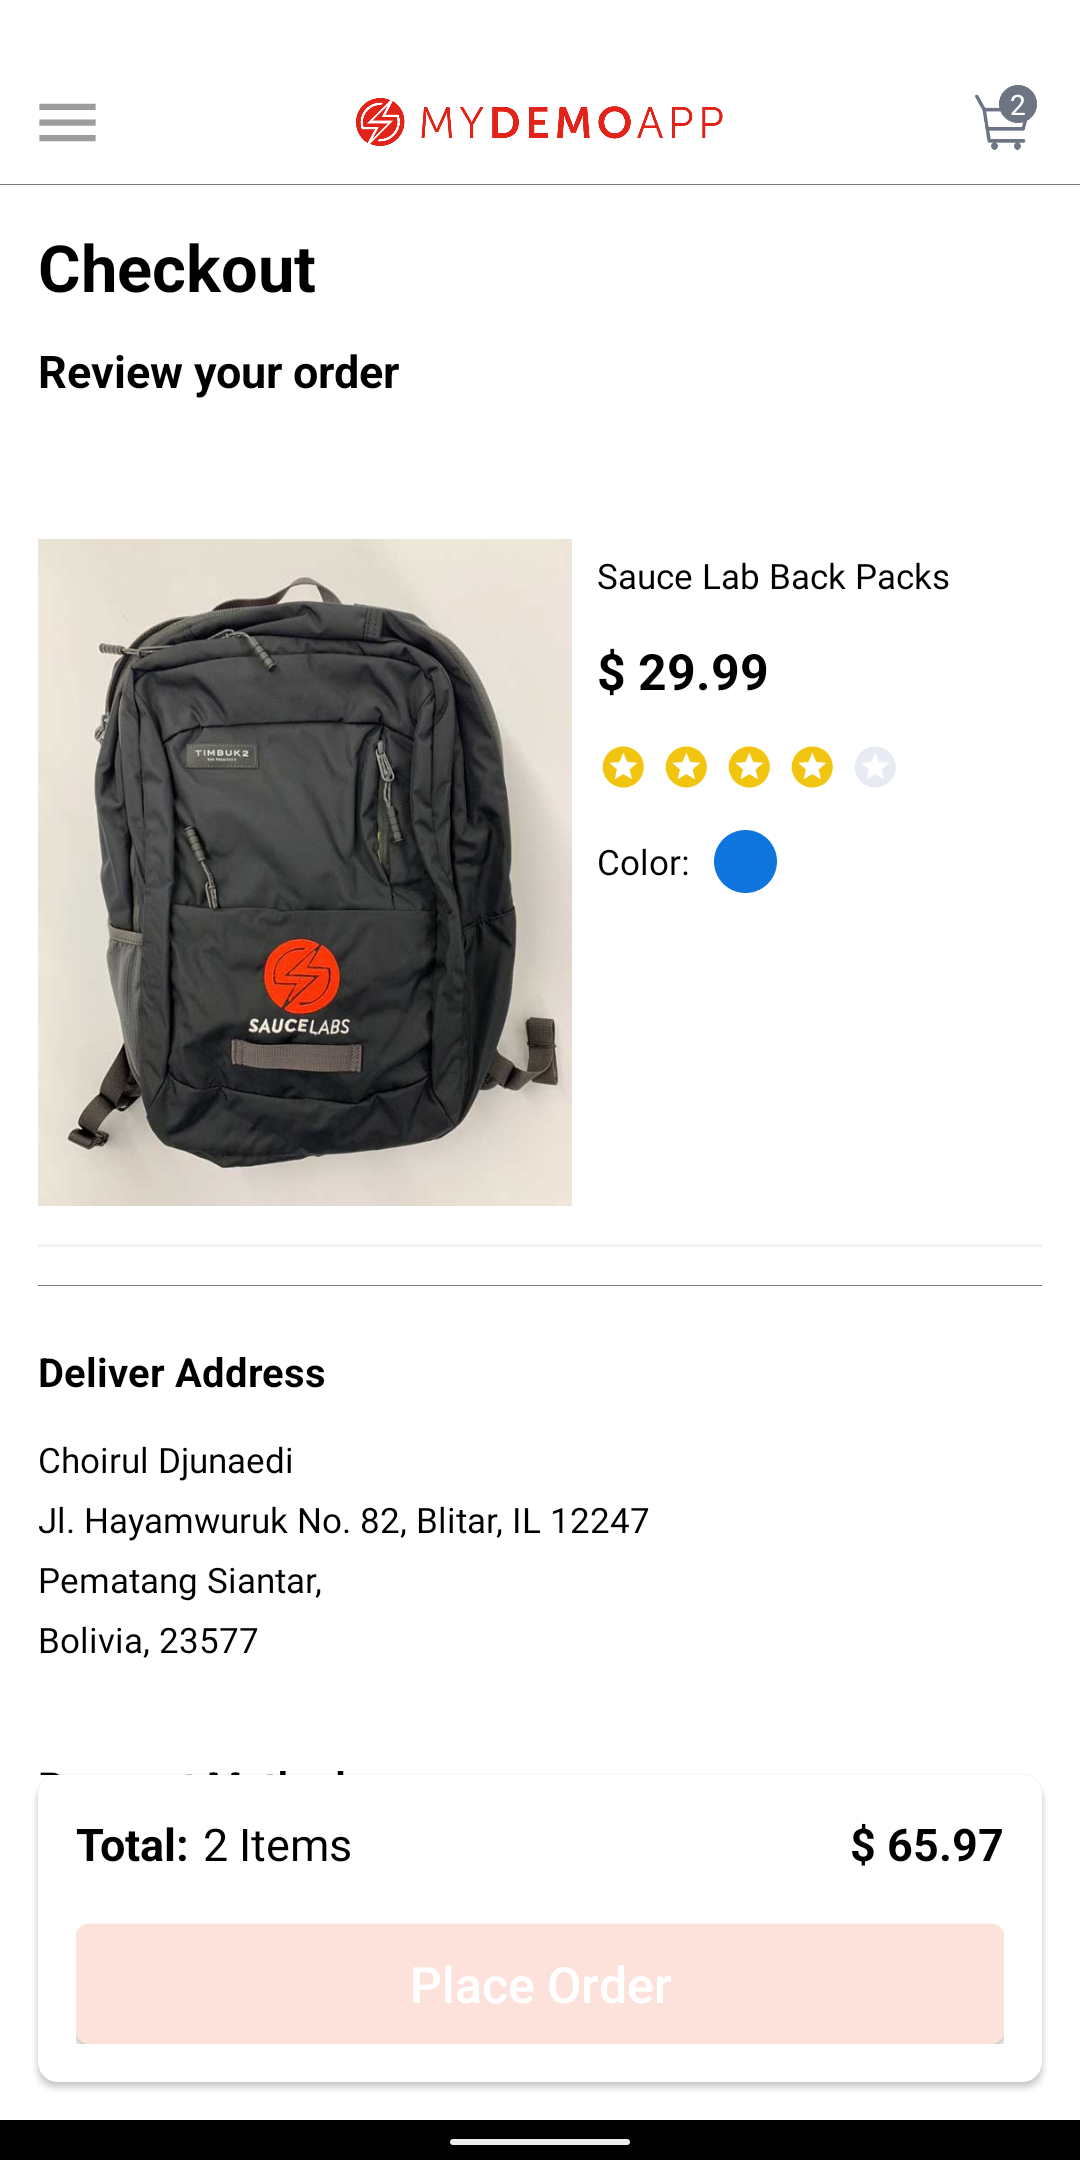 MYDEMOAPP
2
Checkout
Review your order
Sauce Lab Back Packs
$ 29.99
TIMBUK2
Color:
SAUCELABS
Deliver Address
Choirul Djunaedi
Jl. Hayamwuruk No. 82, Blitar, IL 12247
Pematang Siantar,
Bolivia, 23577
Total: 2 Items
$ 65.97
Place Order